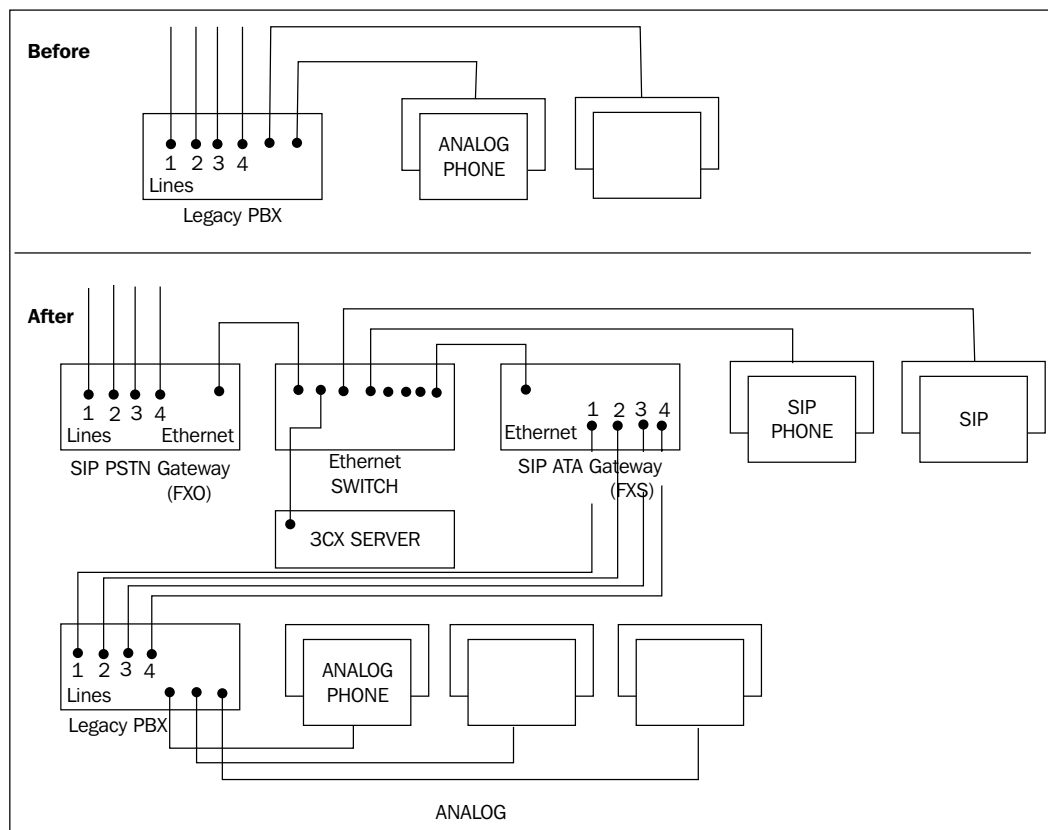 Before
1 2 3 4
Lines
Legacy PBX
ANALOG
PHONE
After
1 2 3 4
Lines Ethernet
SIP PSTN Gateway
(FXO)
Ethernet
SWITCH
1 2 3 4
Ethernet
SIP ATA Gateway
(FXS)
SIP
PHONE
SIP
3CX SERVER
1 2 3 4
Lines
Legacy PBX
ANALOG
PHONE
ANALOG